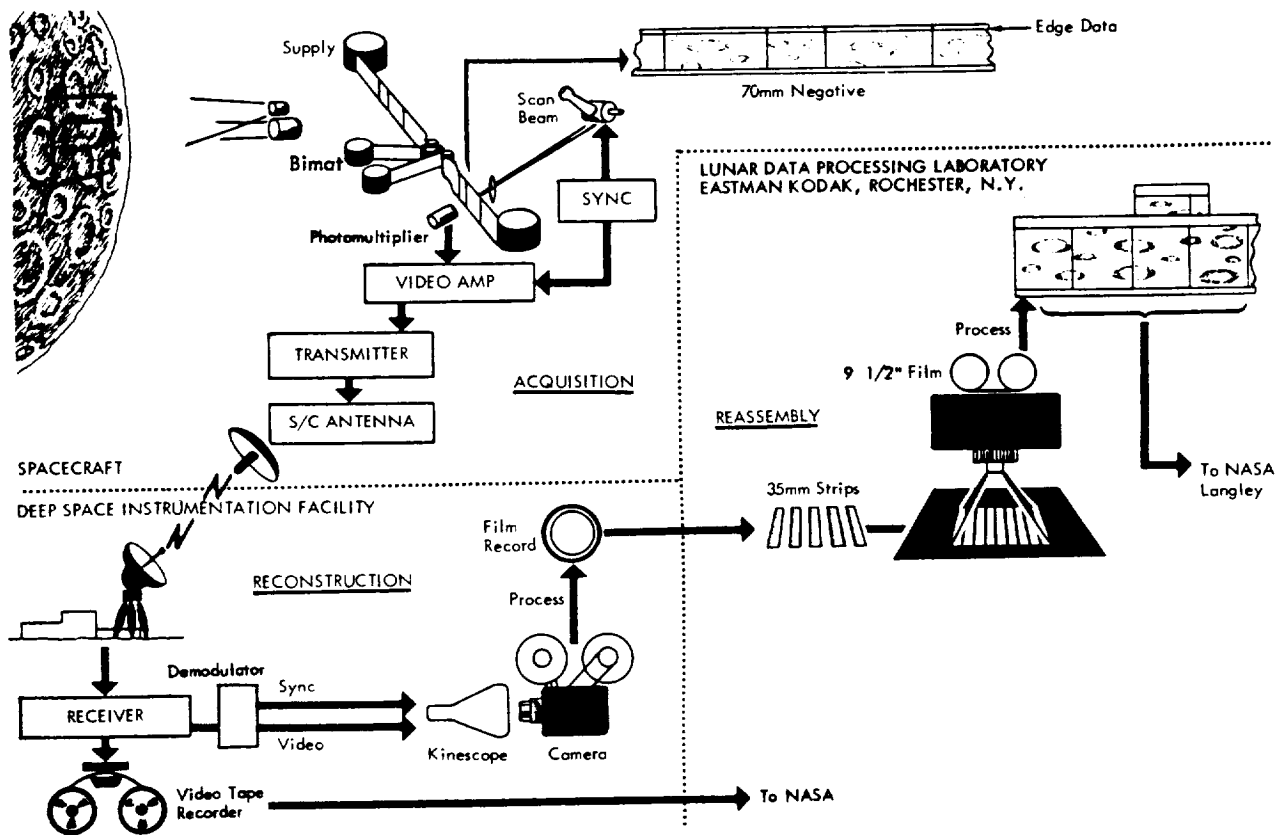 Supply
Edge Data
70mm Negative
Scan
Beam
Bimat
SYNC
Photomultiplier
VIDEO AMP
TRANSMITTER
S/C ANTENNA
ACQUISITION
SPACECRAFT
LUNAR DATA PROCESSING LABORATORY
EASTMAN KODAK, ROCHESTER, N.Y.
Process
9 1/2" Film
REASSEMBLY
To NASA
Langley
35mm Strips
DEEP SPACE INSTRUMENTATION FACILITY
Film
Record
RECONSTRUCTION
Process
Demodulator
Sync
RECEIVER
Video
Kinescope
Camera
Video Tape
Recorder
To NASA